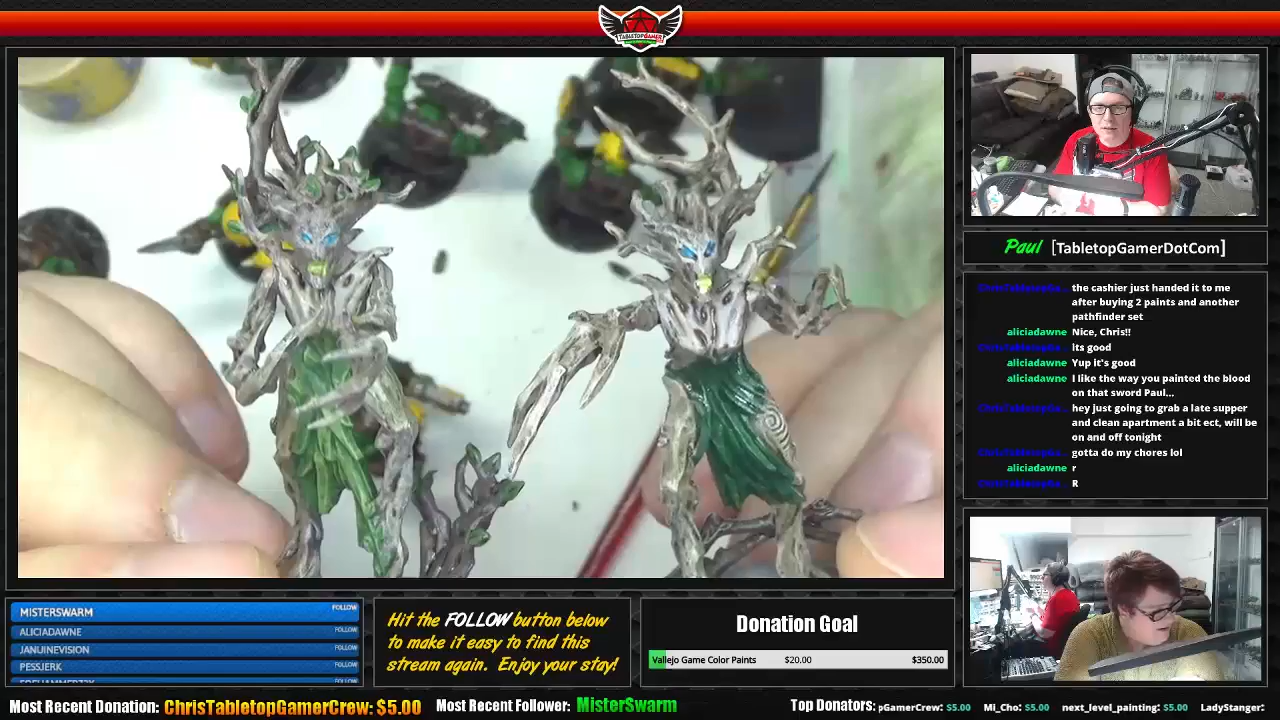 TABLETOPGAMER
Paul [TabletopGamerDotCom]
the cashier just handed it to me
after buying 2 paints and another
pathfinder set
aliciadawne Nice, Chris!!
its good
aliciadawne Yup it's good
aliciadawne I like the way you painted the blood
on that sword Paul...
hey just going to grab a late supper
and clean apartment a bit ect, will be
on and off tonight
gotta do my chores lol
aliciadawne r
R
MISTERSWARM FOLLOW
ALICIADAWNE FOLLOW
JANUINEVISION FOLLOW
PESSJERK FOLLOW
FOLLOW
Hit the FOLLOW button below
to make it easy to find this
stream again. Enjoy your stay!
Donation Goal
Vallejo Game Color Paints $20.00 $350.00
Most Recent Donation: ChrisTabletopGamerCrew: $5.00 Most Recent Follower: MisterSwarm Top Donators: pGamerCrew: $5.00 Mi_Cho: $5.00 next_level_painting: $5.00 LadyStanger: